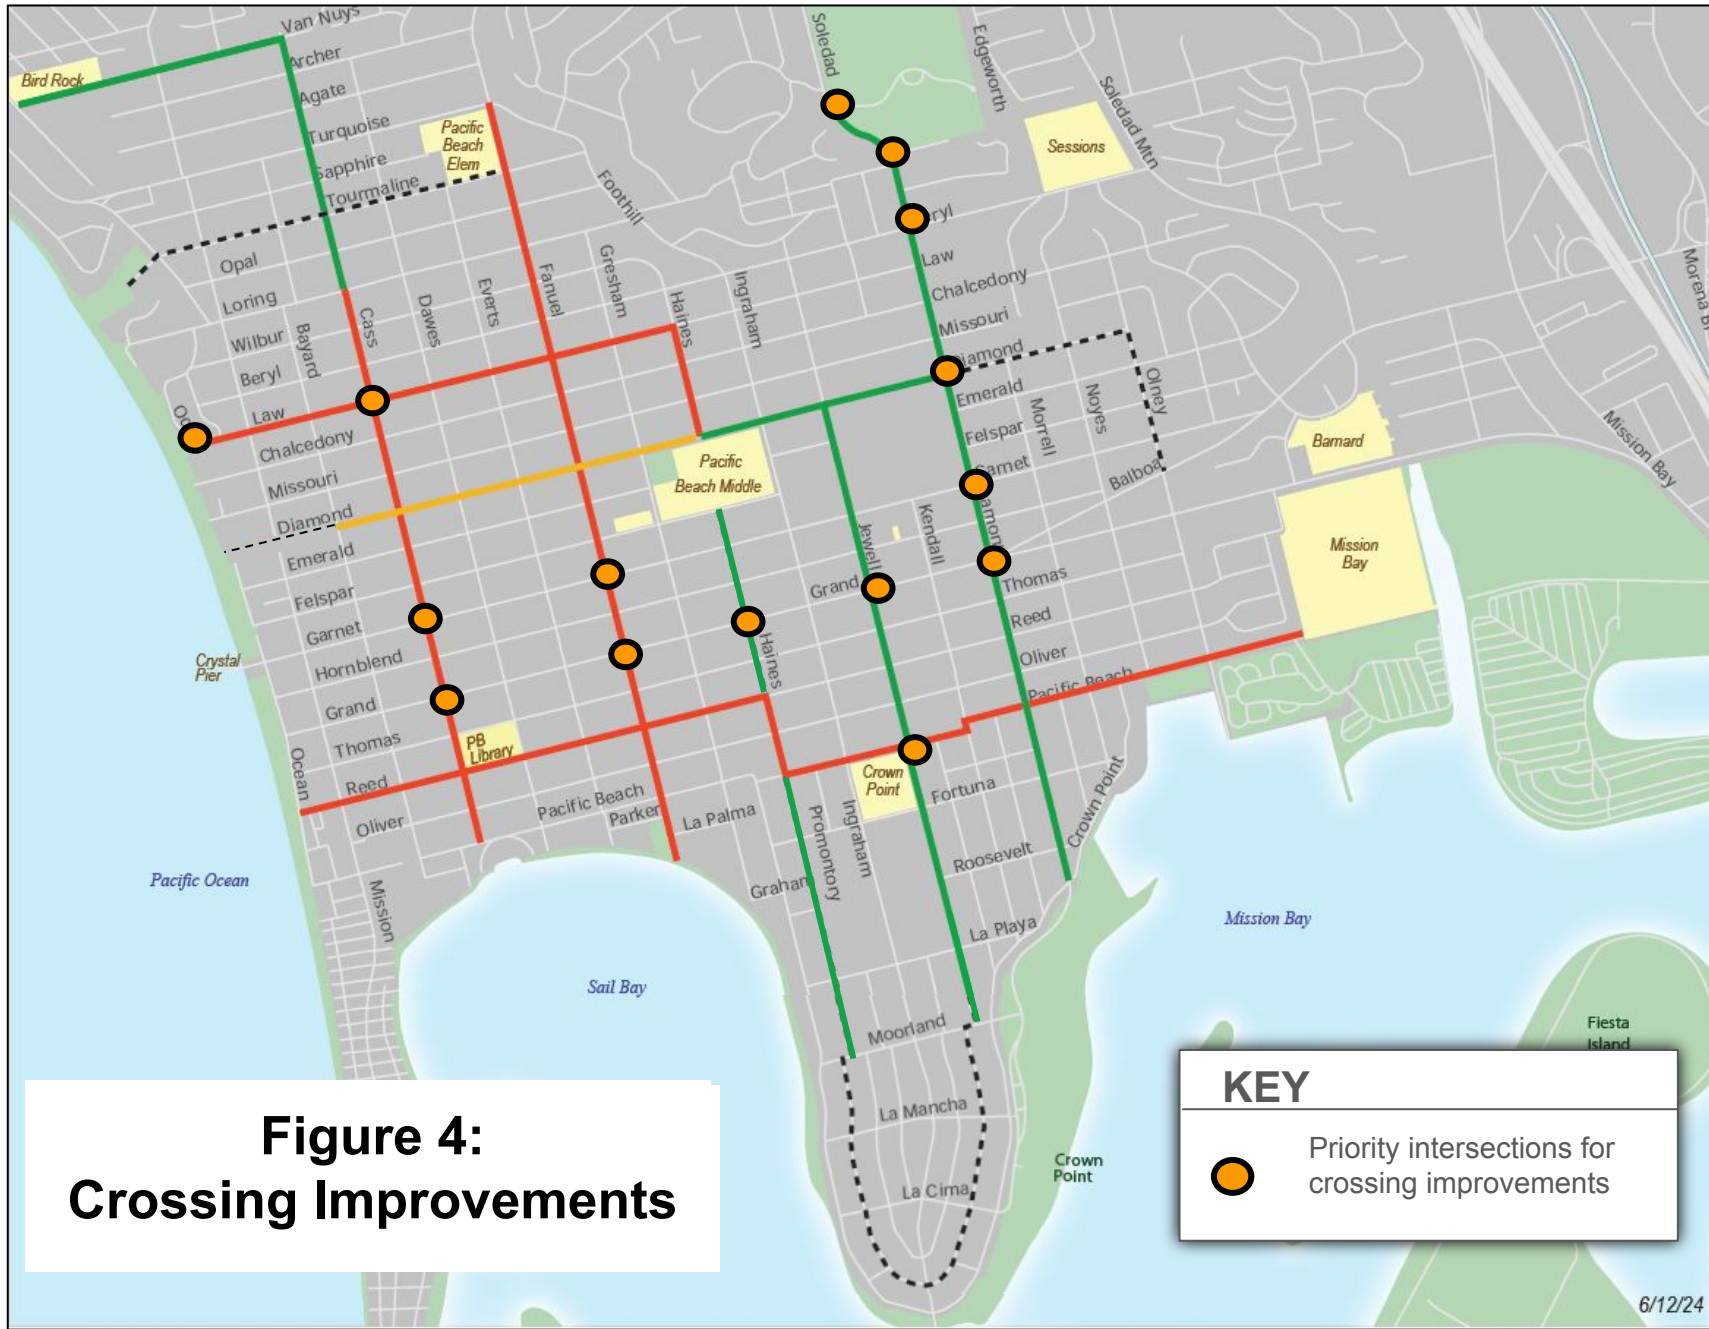 Van Nuys
Archer
Agate
Turquoise
Sapphire
Tourmaline
Bird Rock
Pacific
Beach
Elem
Soledad
Edgeworth
Soledad Mtn
Sessions
Foothill
Opal
Loring
Wilbur
Beryl
Law
Chalcedony
Missouri
Diamond
Emerald
Felspar
Garnet
Hornblend
Grand
Thomas
Reed
Oliver
Bayard
Cass
Dawes
Everts
Fanuel
Gresham
Haines
Ingraham
Law
Chalcedony
Missouri
Emerald
Felspar
Garnet
Balboa
Morrell
Noyes
Olney
Morena
Mission Bay
Barnard
Mission
Bay
Pacific
Beach Middle
Jewell
Kendall
Grand
Thomas
Reed
Oliver
Pacific Beach
Haines
Crystal
Pier
Ocean
PB
Library
Pacific Beach
Parker
La Palma
Graham
Promontory
Ingraham
Crown
Point
Fortuna
Roosevelt
Crown Point
La Playa
Mission
Pacific Ocean
Sail Bay
Mission Bay
Moorland
La Mancha
La Cima
Crown
Point
Fiesta
Island
Figure 4:
Crossing Improvements
KEY
Priority intersections for
crossing improvements
6/12/24